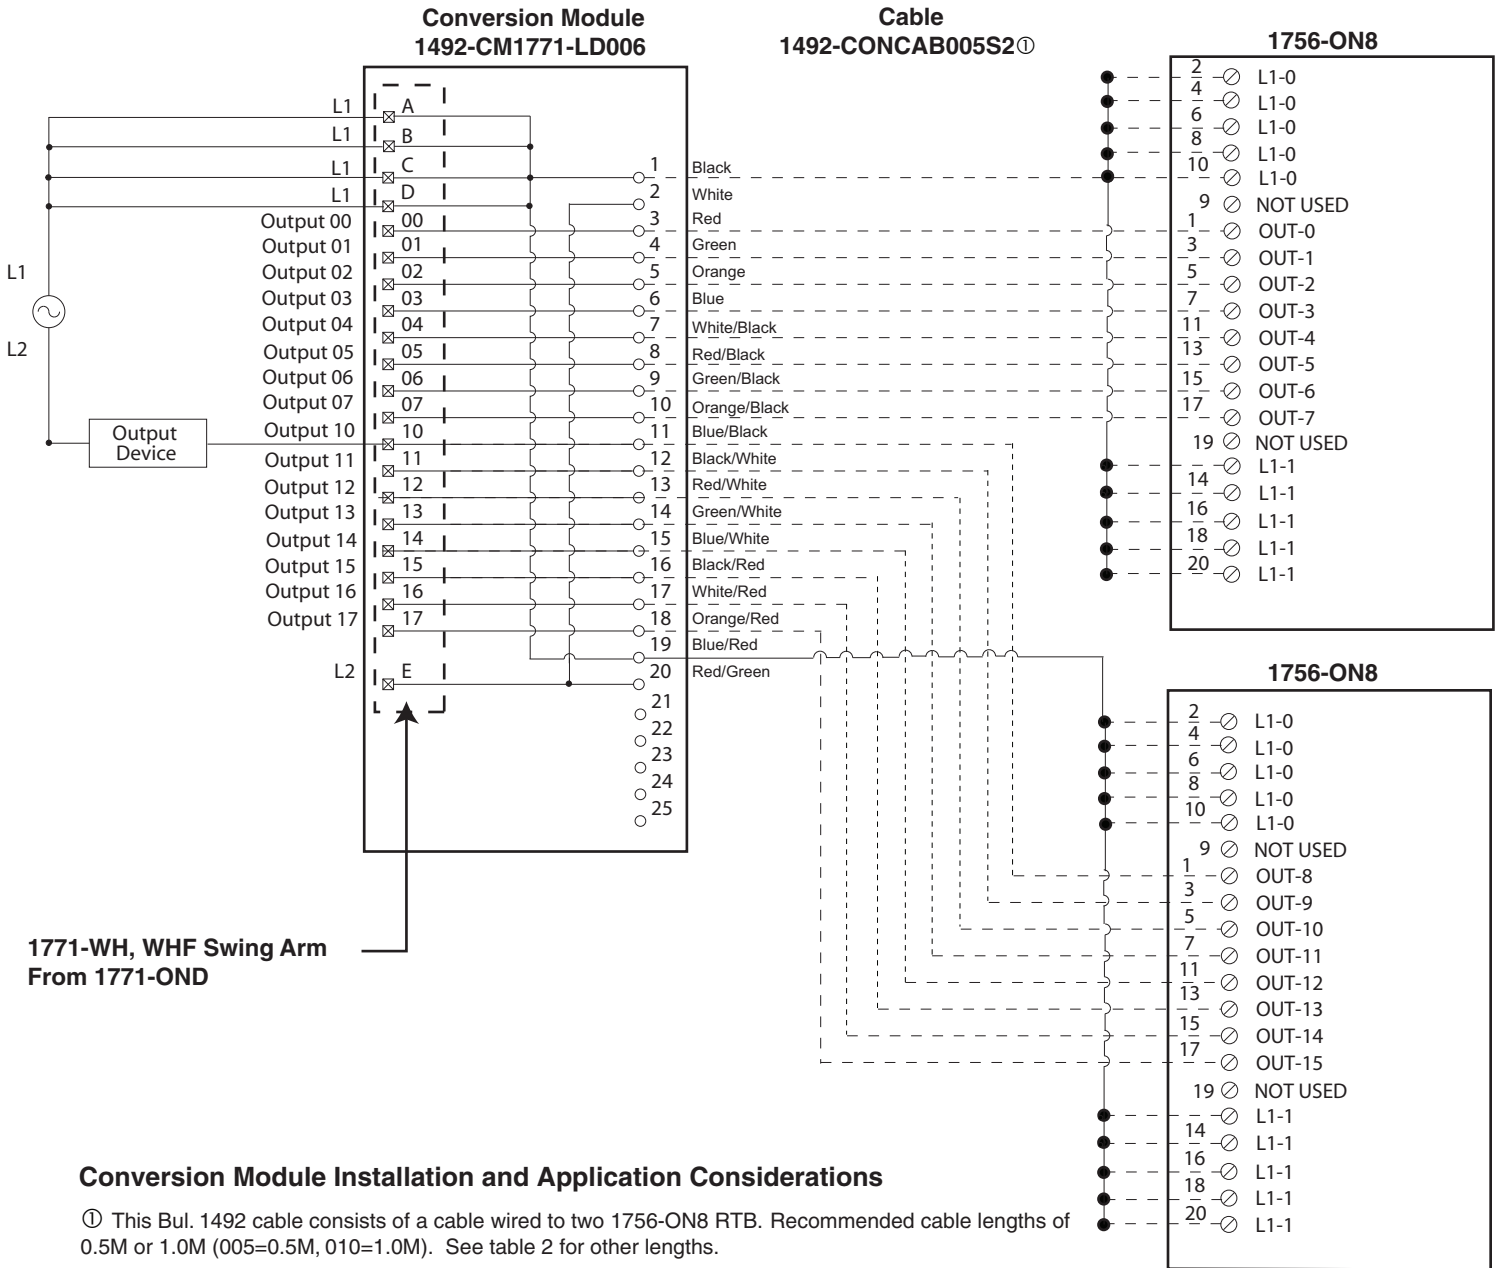 Conversion Module
1492-CM1771-LD006
Cable
1492-CONCAB005S2①
1756-ON8
L1 A
L1 B
L1 C
L1 D
Output 00 00
Output 01 01
Output 02 02
Output 03 03
Output 04 04
Output 05 05
Output 06 06
Output 07 07
Output 10 10
Output 11 11
Output 12 12
Output 13 13
Output 14 14
Output 15 15
Output 16 16
Output 17 17
L2 E
L1
L2
Output
Device
1 Black
2 White
3 Red
4 Green
5 Orange
6 Blue
7 White/Black
8 Red/Black
9 Green/Black
10 Orange/Black
11 Blue/Black
12 Black/White
13 Red/White
14 Green/White
15 Blue/White
16 Black/Red
17 White/Red
18 Orange/Red
19 Blue/Red
20 Red/Green
21
22
23
24
25
2 L1-0
4 L1-0
6 L1-0
8 L1-0
10 L1-0
9 NOT USED
1 OUT-0
3 OUT-1
5 OUT-2
7 OUT-3
11 OUT-4
13 OUT-5
15 OUT-6
17 OUT-7
19 NOT USED
L1-1
14 L1-1
16 L1-1
18 L1-1
20 L1-1
1756-ON8
2 L1-0
4 L1-0
6 L1-0
8 L1-0
10 L1-0
9 NOT USED
1 OUT-8
3 OUT-9
5 OUT-10
7 OUT-11
11 OUT-12
13 OUT-13
15 OUT-14
17 OUT-15
19 NOT USED
L1-1
14 L1-1
16 L1-1
18 L1-1
20 L1-1
1771-WH, WHF Swing Arm
From 1771-OND
Conversion Module Installation and Application Considerations
① This Bul. 1492 cable consists of a cable wired to two 1756-ON8 RTB. Recommended cable lengths of
0.5M or 1.0M (005=0.5M, 010=1.0M). See table 2 for other lengths.